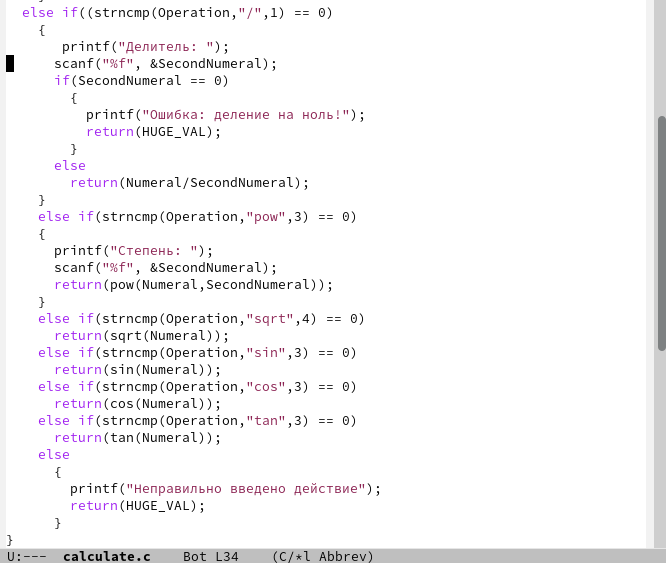 else if((strncmp(Operation,"/",1) == 0)
{
printf("Делитель: ");
scanf("%f", &SecondNumeral);
if(SecondNumeral == 0)
{
printf("Ошибка: деление на ноль!");
return(HUGE_VAL);
}
else
return(Numeral/SecondNumeral);
}
else if(strncmp(Operation,"pow",3) == 0)
{
printf("Степень: ");
scanf("%f", &SecondNumeral);
return(pow(Numeral,SecondNumeral));
}
else if(strncmp(Operation,"sqrt",4) == 0)
return(sqrt(Numeral));
else if(strncmp(Operation,"sin",3) == 0)
return(sin(Numeral));
else if(strncmp(Operation,"cos",3) == 0)
return(cos(Numeral));
else if(strncmp(Operation,"tan",3) == 0)
return(tan(Numeral));
else
{
printf("Неправильно введено действие");
return(HUGE_VAL);
}
}
U:--- calculate.c Bot L34 (C/*l Abbrev)